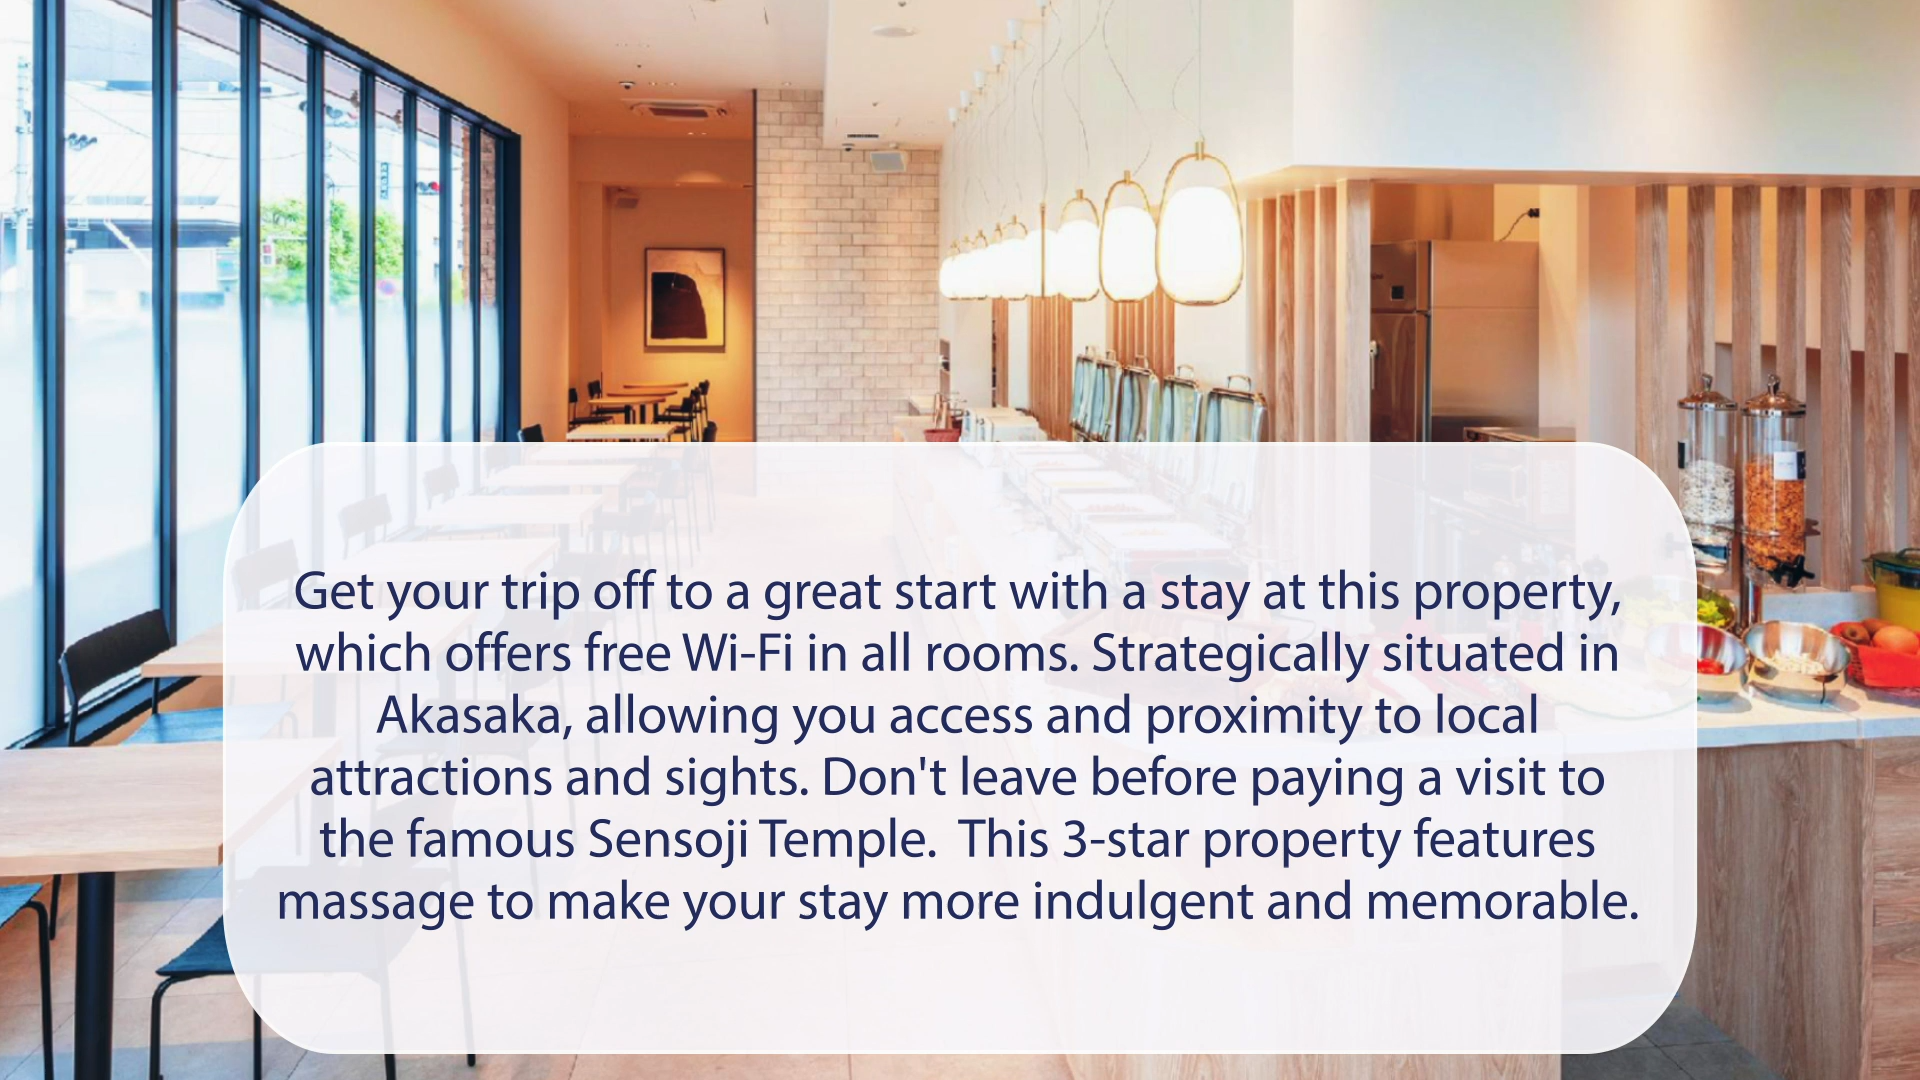 Get your trip off to a great start with a stay at this property,
which offers free Wi-Fi in all rooms. Strategically situated in
Akasaka, allowing you access and proximity to local
attractions and sights. Don't leave before paying a visit to
the famous Sensoji Temple.  This 3-star property features
massage to make your stay more indulgent and memorable.